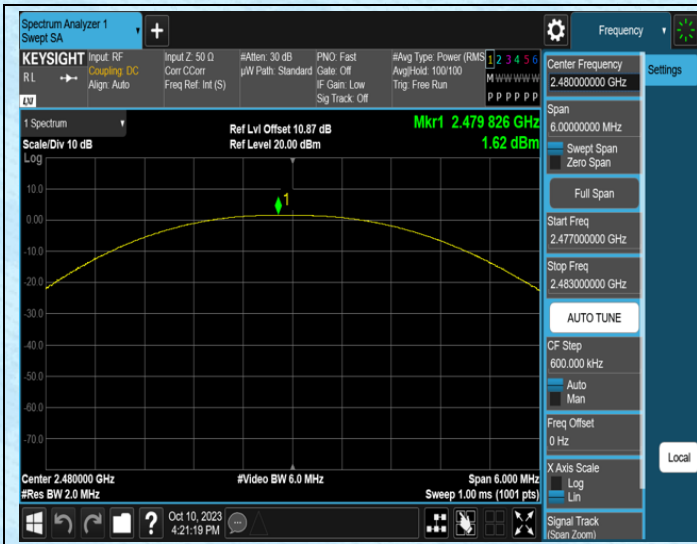 Spectrum Analyzer 1
Swept SA
Frequency
KEYSIGHT
RL
LXI
Input: RF
Coupling: DC
Align: Auto
Input Z: 50 Ω
Corr CCorr
Freq Ref: Int (S)
#Atten: 30 dB
µW Path: Standard
PNO: Fast
Gate: Off
IF Gain: Low
Sig Track: Off
#Avg Type: Power (RMS
Avg|Hold: 100/100
Trig: Free Run
1 2 3 4 5 6
M W W W W W
P P P P P P
Center Frequency
2.480000000 GHz
Settings
Span
6.00000000 MHz
Swept Span
Zero Span
Full Span
Start Freq
2.477000000 GHz
Stop Freq
2.483000000 GHz
AUTO TUNE
CF Step
600.000 kHz
Auto
Man
Freq Offset
0 Hz
X Axis Scale
Log
Lin
Signal Track
(Span Zoom)
Local
1 Spectrum
Scale/Div 10 dB
Log
Ref Lvl Offset 10.87 dB
Ref Level 20.00 dBm
Mkr1 2.479 826 GHz
1.62 dBm
1
10.0
0.00
-10.0
-20.0
-30.0
-40.0
-50.0
-60.0
-70.0
Center 2.480000 GHz
#Res BW 2.0 MHz
#Video BW 6.0 MHz
Span 6.000 MHz
Sweep 1.00 ms (1001 pts)
Oct 10, 2023
4:21:19 PM